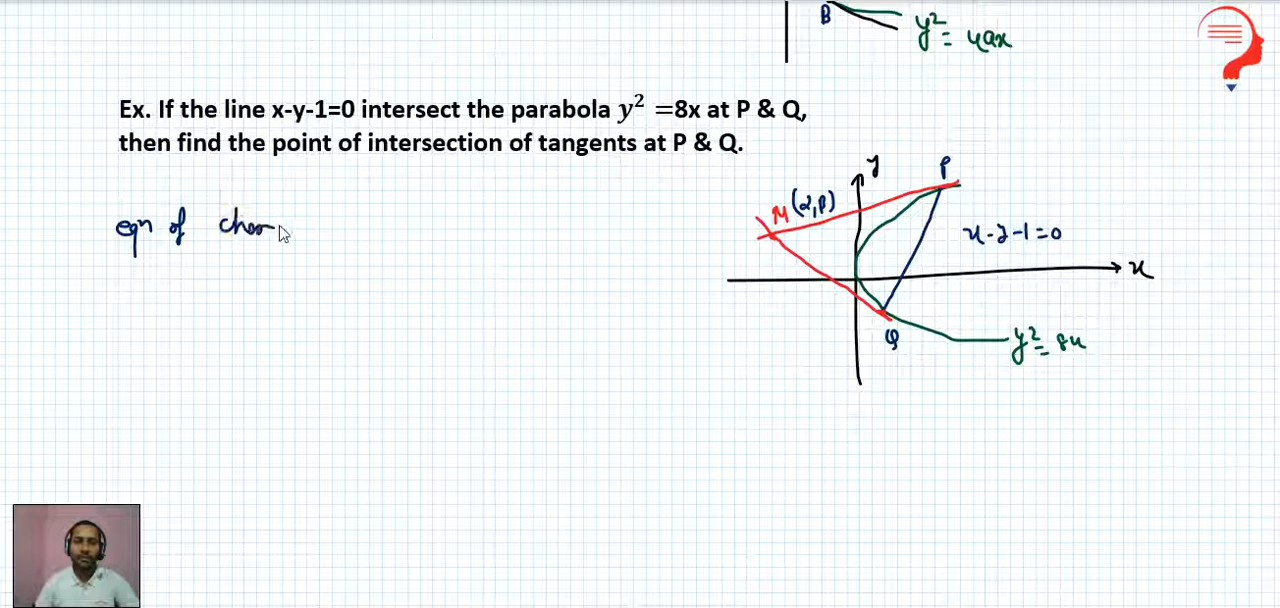 B
y² = 4ax
Ex. If the line x-y-1=0 intersect the parabola y² =8x at P & Q,
then find the point of intersection of tangents at P & Q.
y
P
M (α,β)
eqn of chor
x-y-1=0
x
Q
y² = 8x